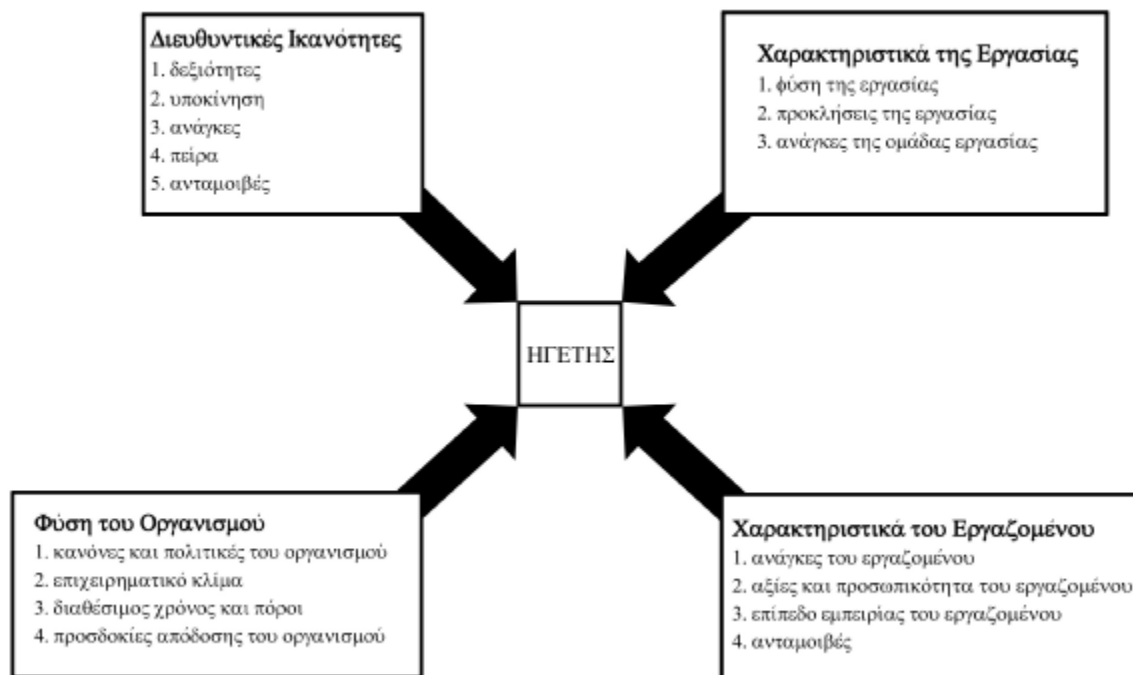 Διευθυντικές Ικανότητες
1. δεξιότητες
2. υποκίνηση
3. ανάγκες
4. πείρα
5. ανταμοιβές
Χαρακτηριστικά της Εργασίας
1. φύση της εργασίας
2. προκλήσεις της εργασίας
3. ανάγκες της ομάδας εργασίας
ΗΓΕΤΗΣ
Φύση του Οργανισμού
1. κανόνες και πολιτικές του οργανισμού
2. επιχειρηματικό κλίμα
3. διαθέσιμος χρόνος και πόροι
4. προσδοκίες απόδοσης του οργανισμού
Χαρακτηριστικά του Εργαζομένου
1. ανάγκες του εργαζομένου
2. αξίες και προσωπικότητα του εργαζομένου
3. επίπεδο εμπειρίας του εργαζομένου
4. ανταμοιβές